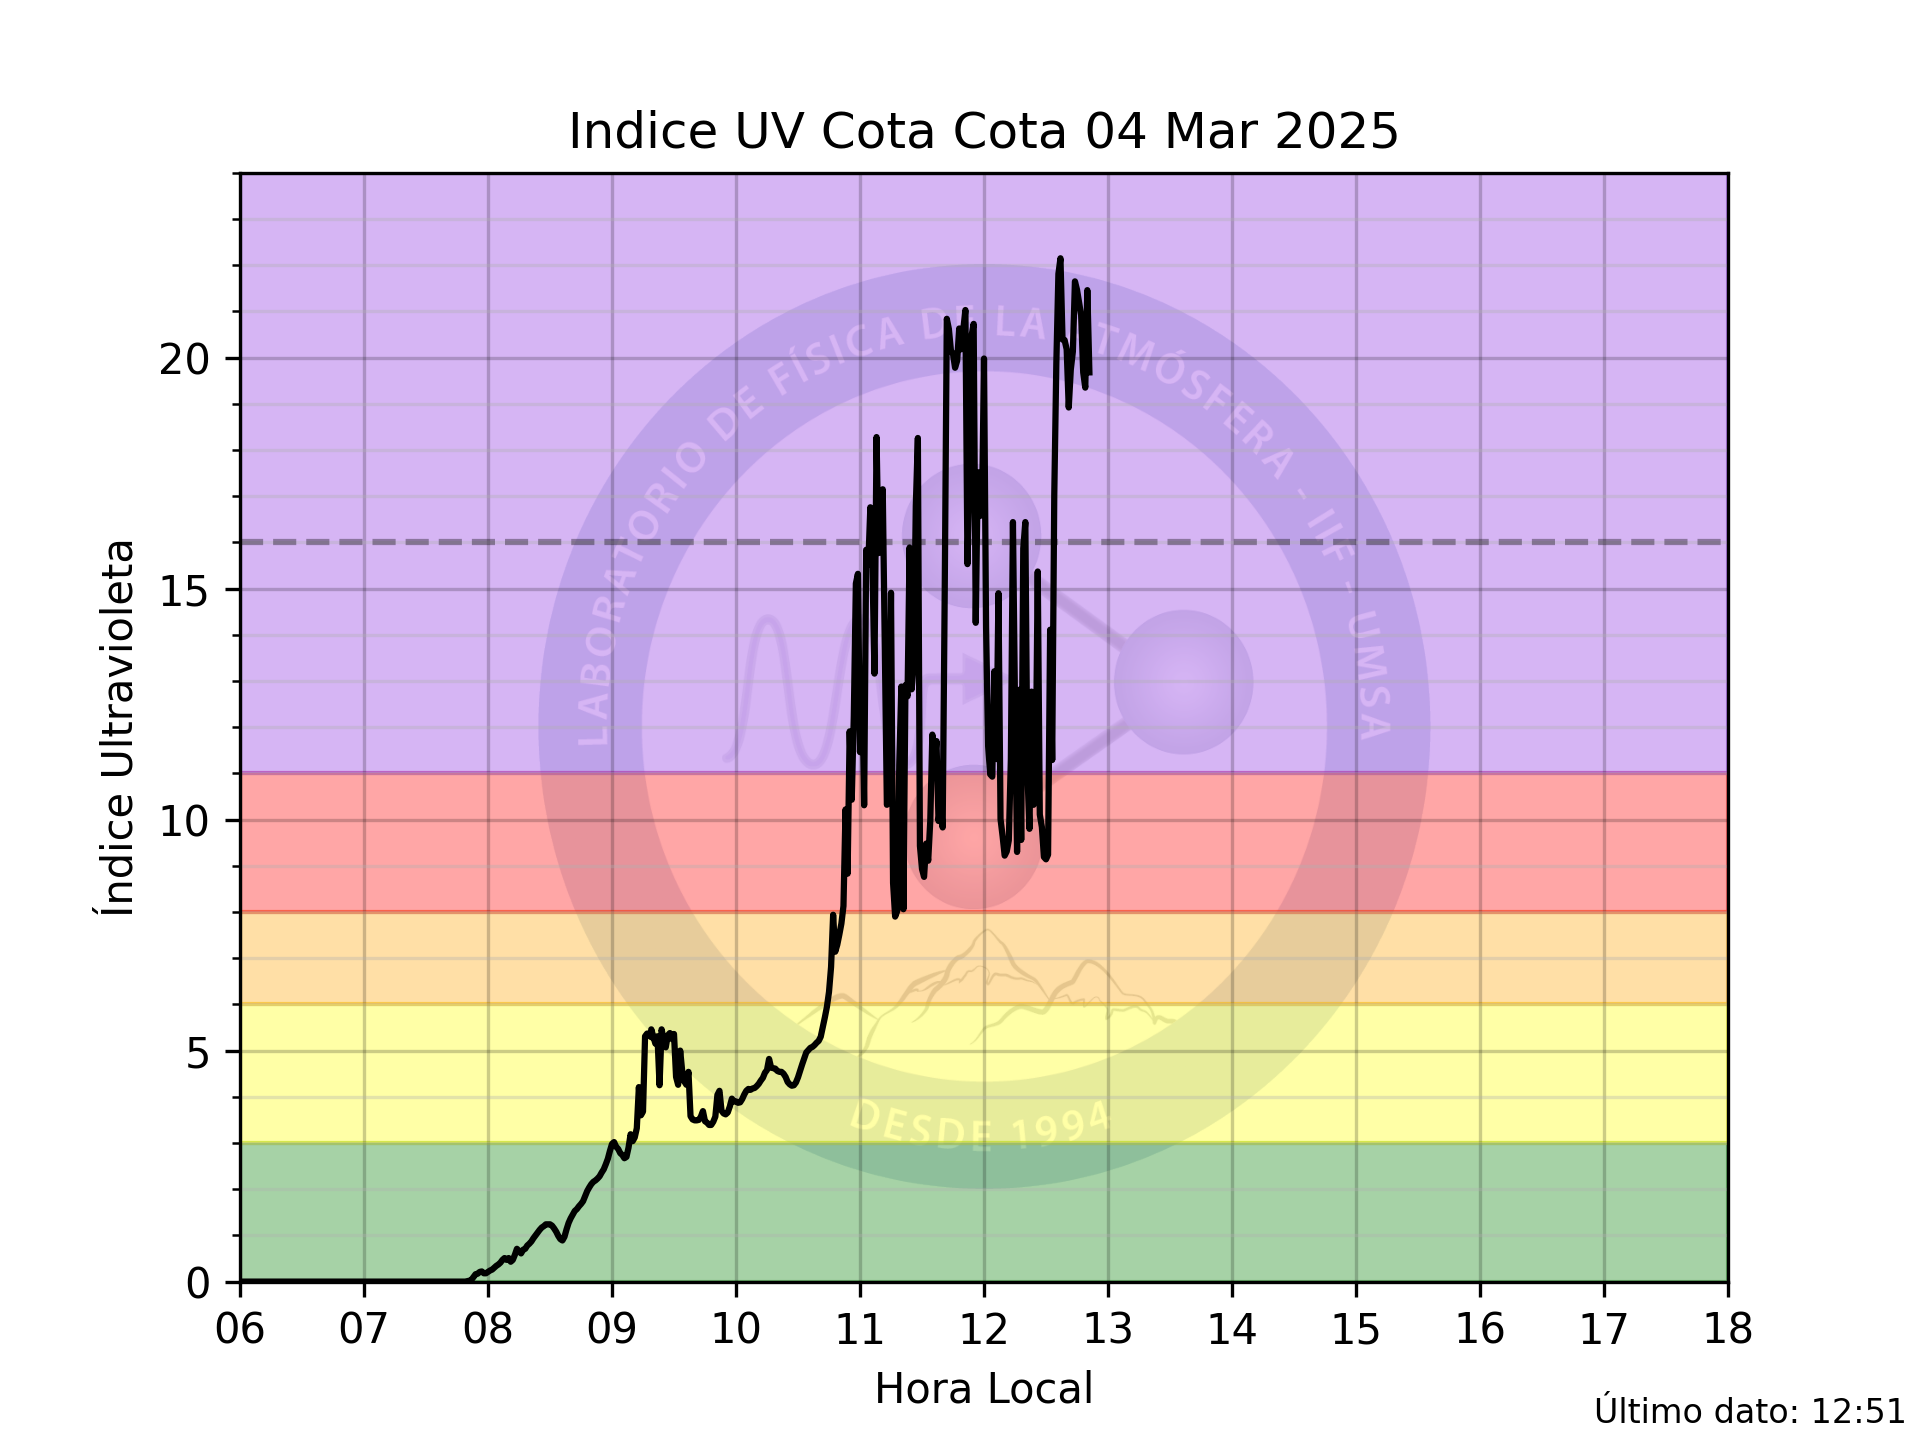 Indice UV Cota Cota 04 Mar 2025
Índice Ultravioleta
20
15
10
5
0
LABORATORIO DE FÍSICA DE LA ATMÓSFERA - IIF - UMSA
DESDE 1994
06 07 08 09 10 11 12 13 14 15 16 17 18
Hora Local
Último dato: 12:51